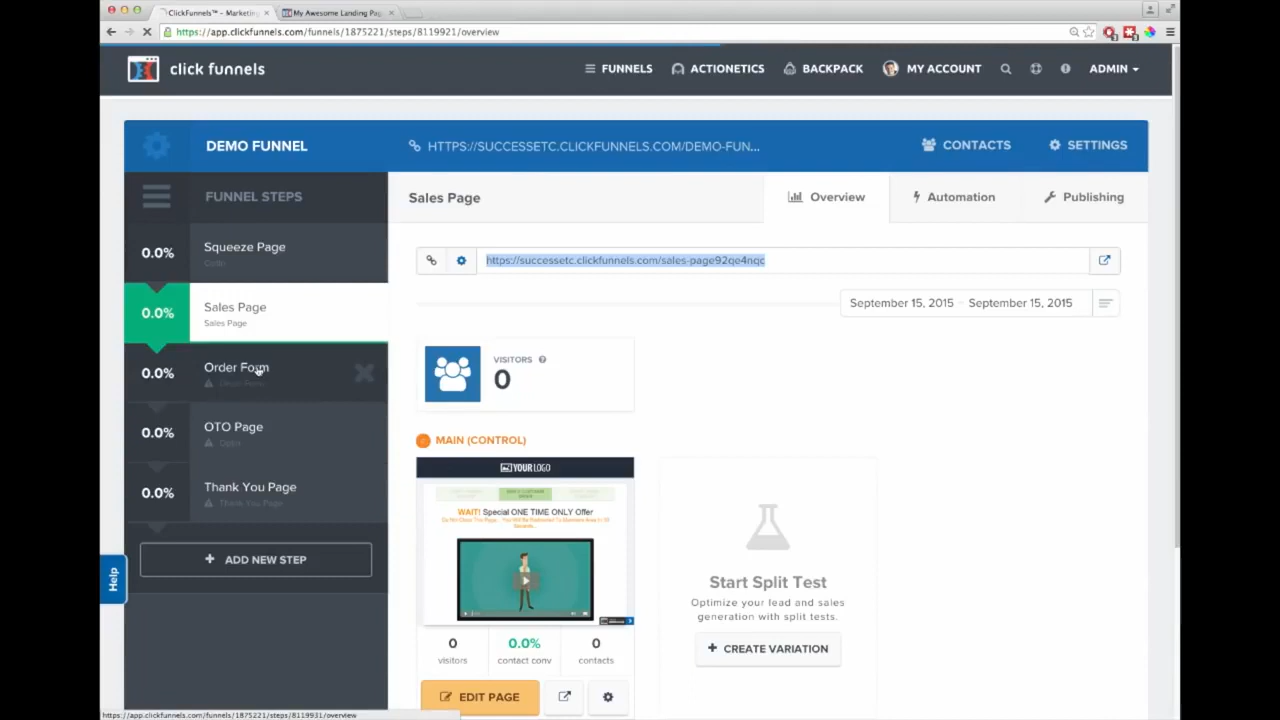 ClickFunnels™ - Marketing
My Awesome Landing Pag
https://app.clickfunnels.com/funnels/1875221/steps/8119921/overview
click funnels
FUNNELS
ACTIONETICS
BACKPACK
MY ACCOUNT
ADMIN
DEMO FUNNEL
HTTPS://SUCCESSETC.CLICKFUNNELS.COM/DEMO-FUN...
CONTACTS
SETTINGS
FUNNEL STEPS
Sales Page
Overview
Automation
Publishing
0.0%
Squeeze Page
Optin
https://successetc.clickfunnels.com/sales-page92qe4nqc
0.0%
Sales Page
Sales Page
September 15, 2015 - September 15, 2015
0.0%
Order Form
VISITORS
0
0.0%
OTO Page
Optin
MAIN (CONTROL)
0.0%
Thank You Page
Thank You Page
YOUR LOGO
WAIT! Special ONE TIME ONLY Offer
ADD NEW STEP
Help
Start Split Test
Optimize your lead and sales
generation with split tests.
CREATE VARIATION
0
visitors
0.0%
contact conv
0
contacts
EDIT PAGE
https://app.clickfunnels.com/funnels/1875221/steps/8119931/overview